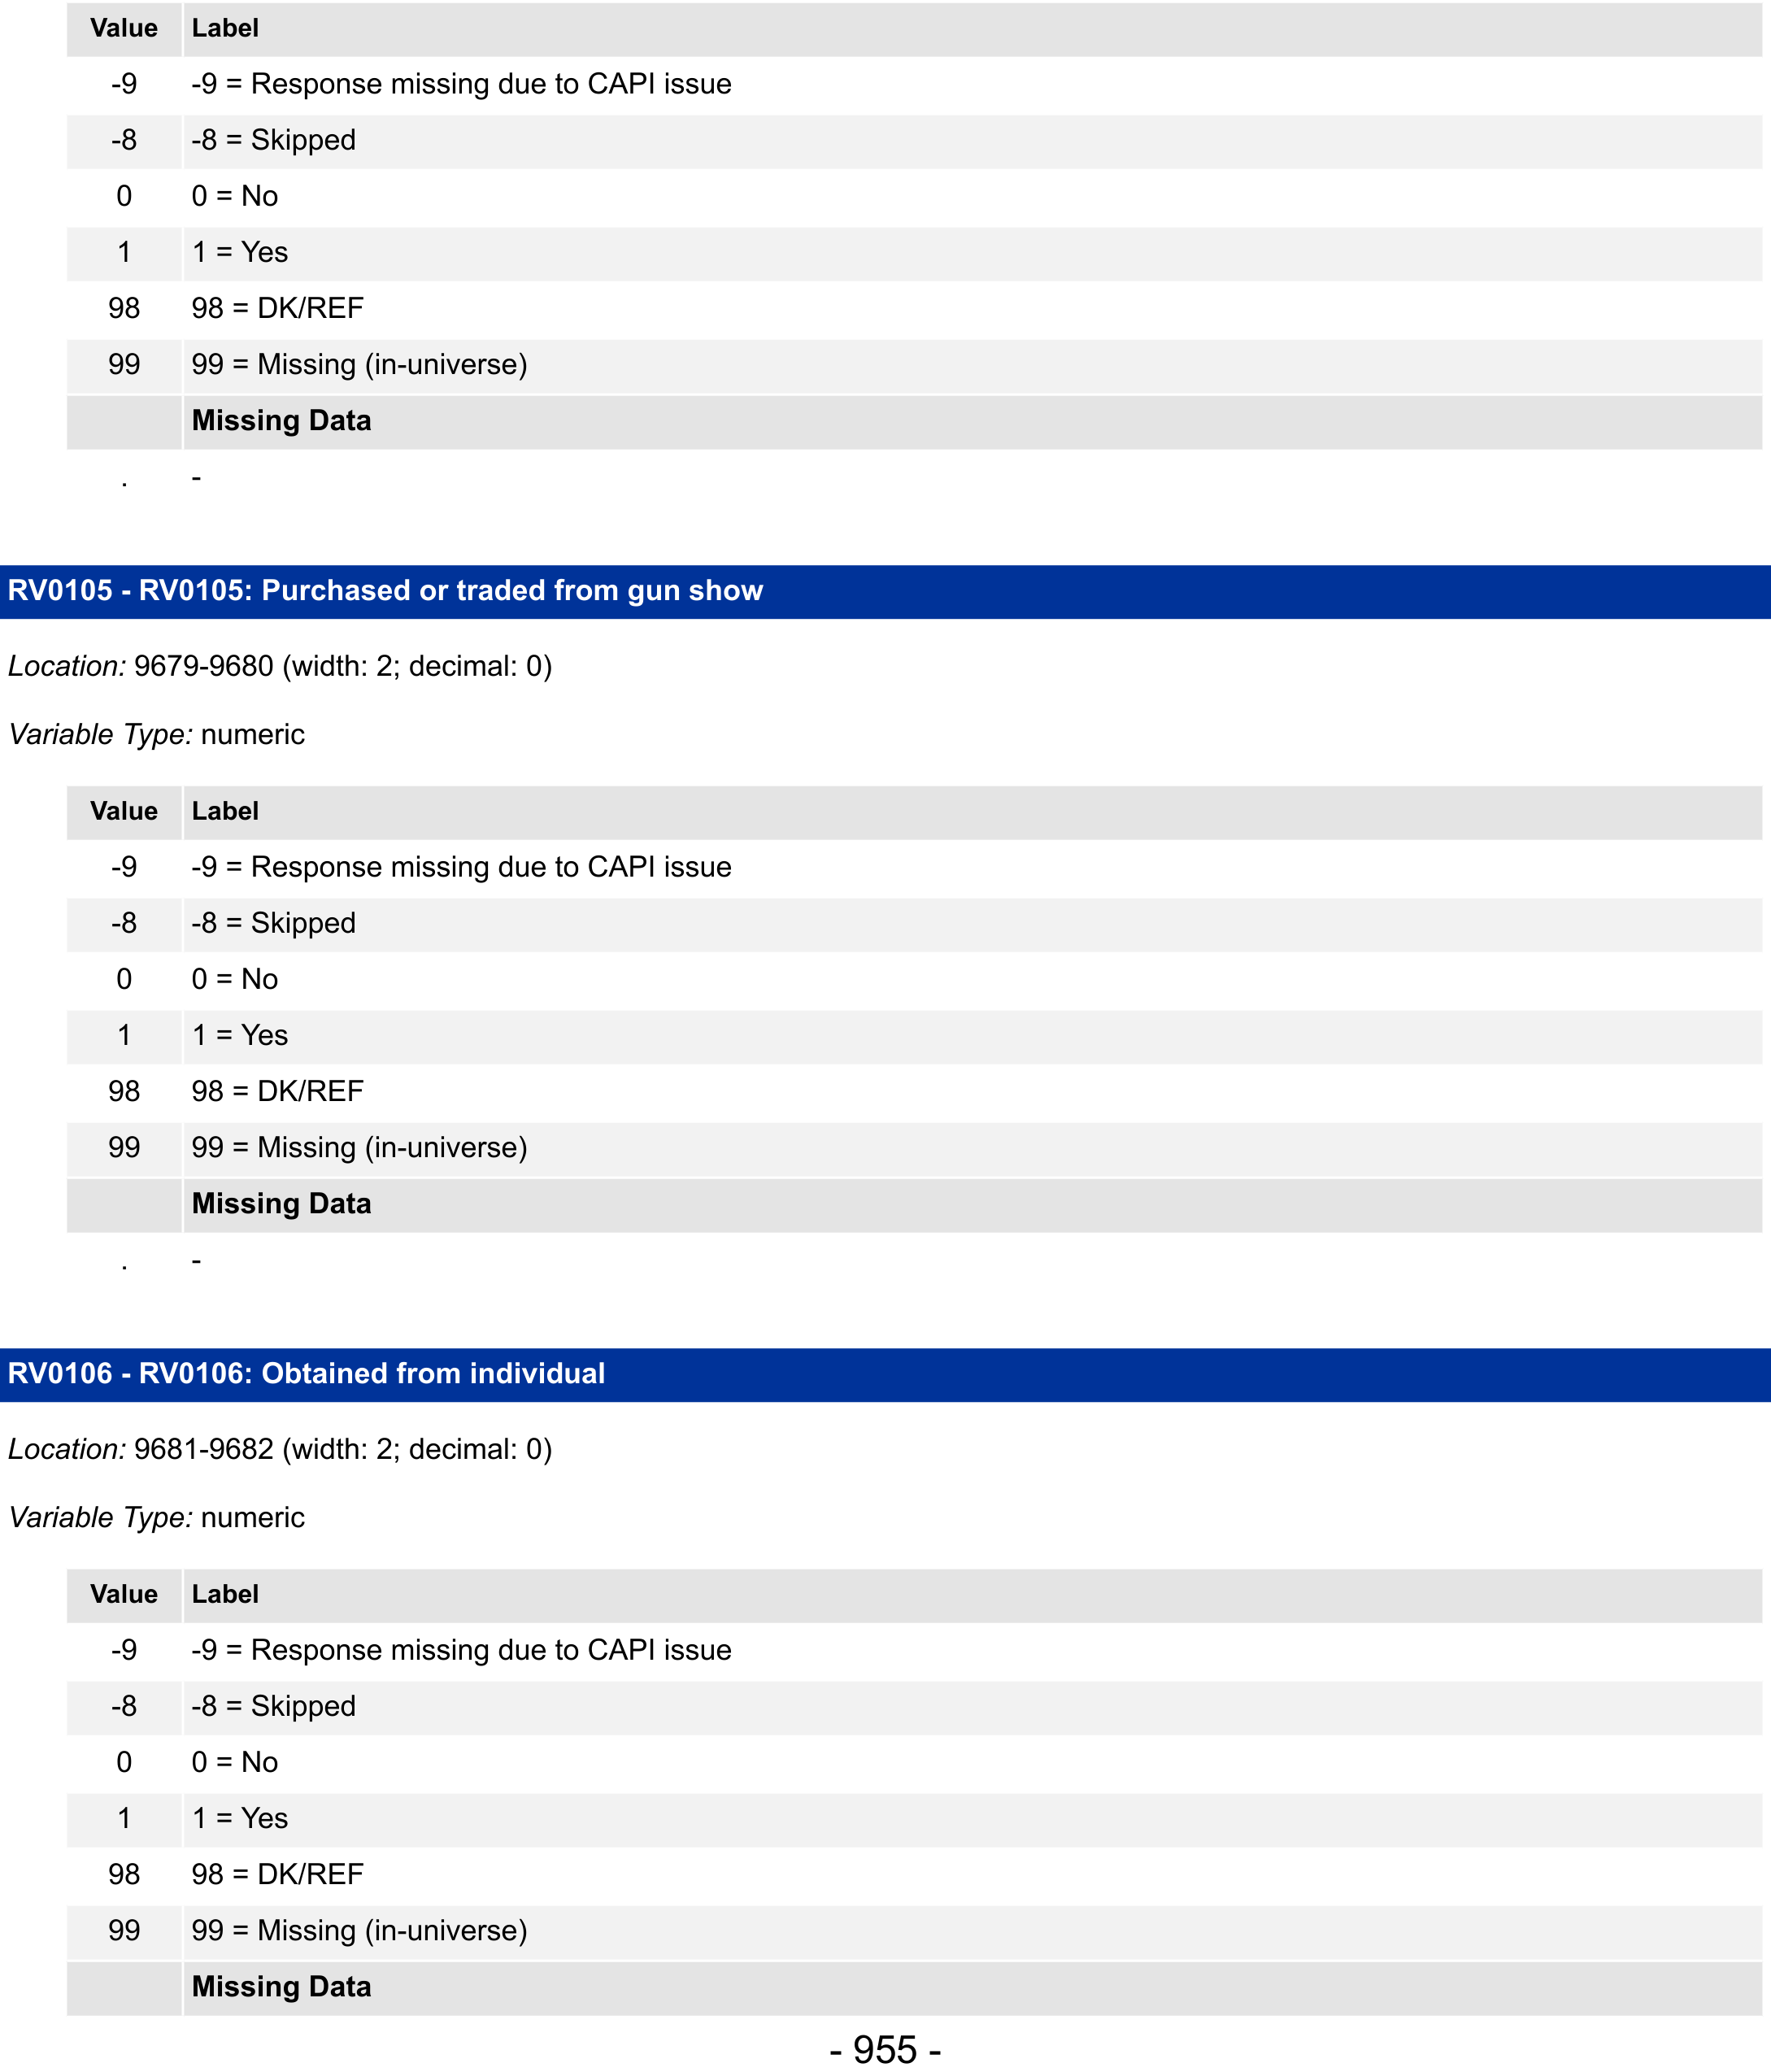 Value Label
-9 -9 = Response missing due to CAPI issue
-8 -8 = Skipped
0 0 = No
1 1 = Yes
98 98 = DK/REF
99 99 = Missing (in-universe)
Missing Data
. -
RV0105 - RV0105: Purchased or traded from gun show
Location: 9679-9680 (width: 2; decimal: 0)
Variable Type: numeric
Value Label
-9 -9 = Response missing due to CAPI issue
-8 -8 = Skipped
0 0 = No
1 1 = Yes
98 98 = DK/REF
99 99 = Missing (in-universe)
Missing Data
. -
RV0106 - RV0106: Obtained from individual
Location: 9681-9682 (width: 2; decimal: 0)
Variable Type: numeric
Value Label
-9 -9 = Response missing due to CAPI issue
-8 -8 = Skipped
0 0 = No
1 1 = Yes
98 98 = DK/REF
99 99 = Missing (in-universe)
Missing Data
- 955 -